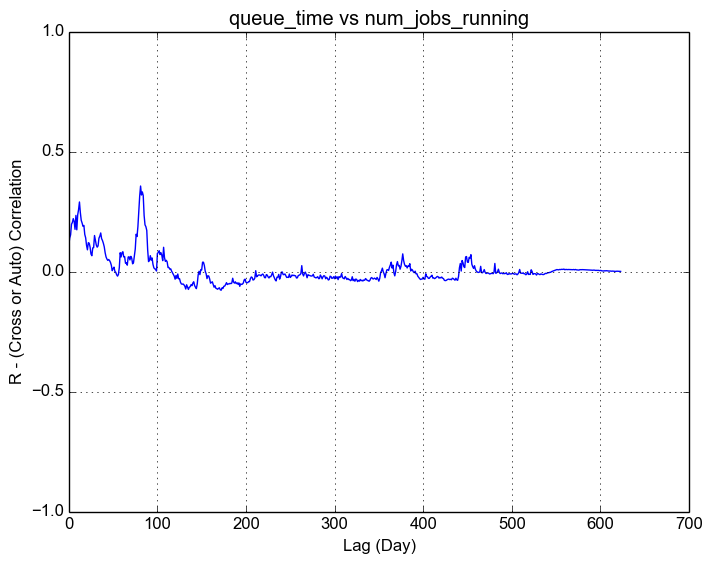 queue_time vs num_jobs_running
1.0
0.5
0.0
−0.5
−1.0
R - (Cross or Auto) Correlation
0 100 200 300 400 500 600 700
Lag (Day)